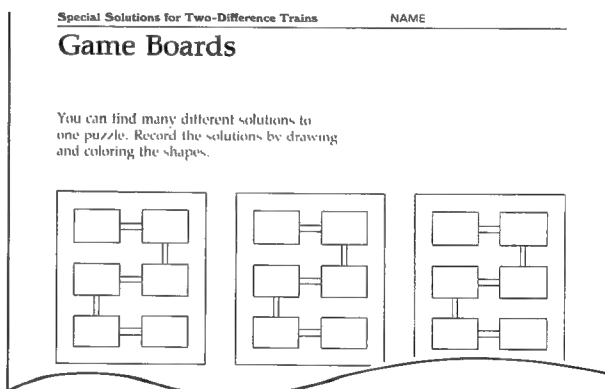 Special Solutions for Two-Difference Trains NAME
Game Boards
You can find many different solutions to
one puzzle. Record the solutions by drawing
and coloring the shapes.